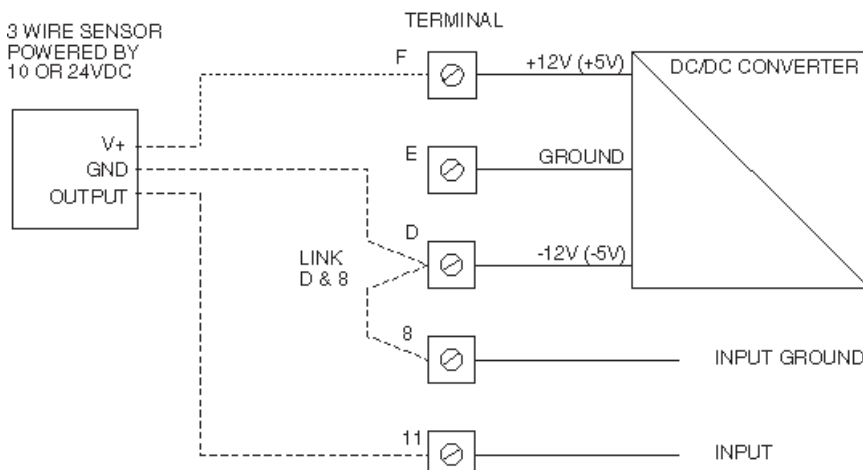 TERMINAL
3 WIRE SENSOR
POWERED BY
10 OR 24VDC
F
+12V (+5V)
DC/DC CONVERTER
V+
GND
OUTPUT
E
GROUND
D
-12V (-5V)
LINK
D & 8
8
INPUT GROUND
11
INPUT